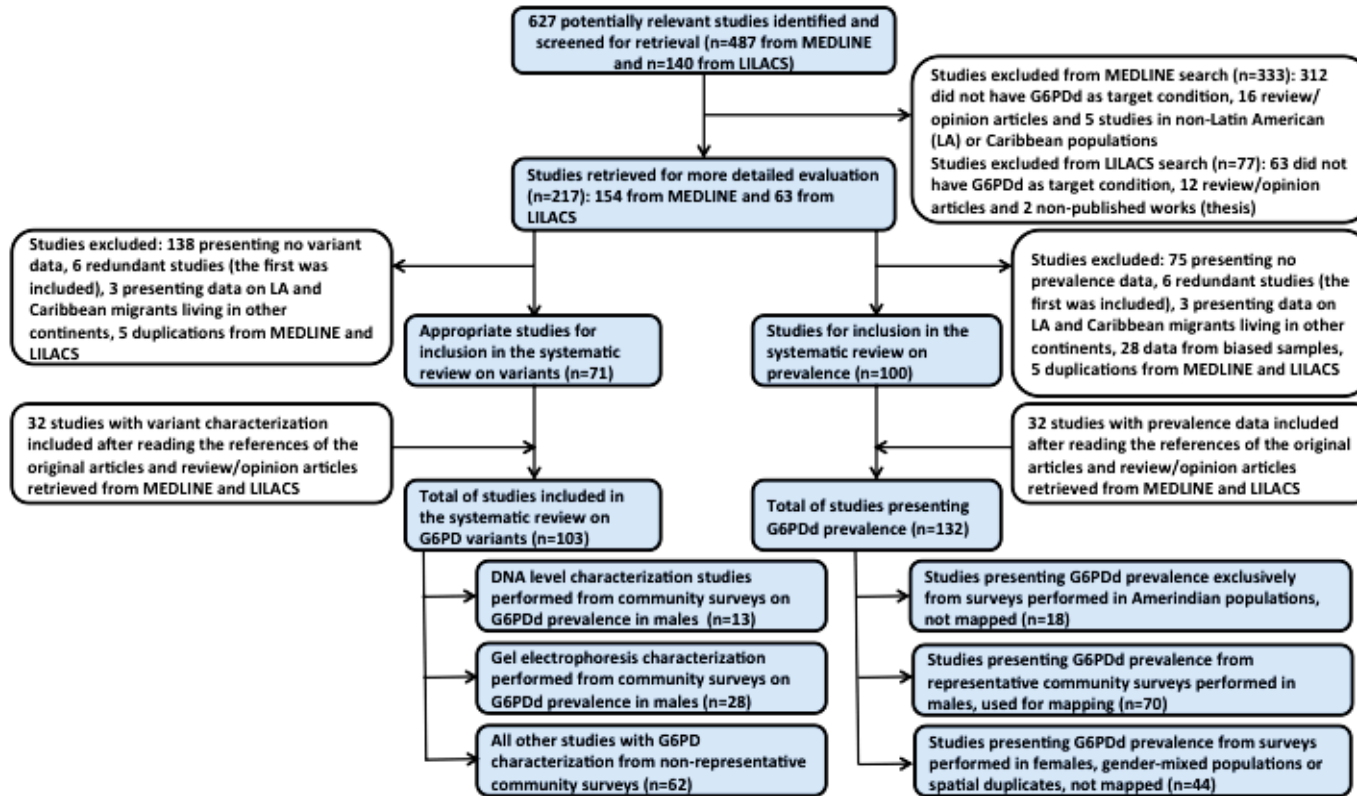 627 potentially relevant studies identified and
screened for retrieval (n=487 from MEDLINE
and n=140 from LILACS)
Studies excluded from MEDLINE search (n=333): 312
did not have G6PDd as target condition, 16 review/
opinion articles and 5 studies in non-Latin American
(LA) or Caribbean populations
Studies excluded from LILACS search (n=77): 63 did not
have G6PDd as target condition, 12 review/opinion
articles and 2 non-published works (thesis)
Studies retrieved for more detailed evaluation
(n=217): 154 from MEDLINE and 63 from
LILACS
Studies excluded: 138 presenting no variant
data, 6 redundant studies (the first was
included), 3 presenting data on LA and
Caribbean migrants living in other
continents, 5 duplications from MEDLINE and
LILACS
Studies excluded: 75 presenting no
prevalence data, 6 redundant studies (the
first was included), 3 presenting data on
LA and Caribbean migrants living in other
continents, 28 data from biased samples,
5 duplications from MEDLINE and LILACS
Appropriate studies for
inclusion in the systematic
review on variants (n=71)
Studies for inclusion in the
systematic review on
prevalence (n=100)
32 studies with variant characterization
included after reading the references of the
original articles and review/opinion articles
retrieved from MEDLINE and LILACS
32 studies with prevalence data included
after reading the references of the original
articles and review/opinion articles
retrieved from MEDLINE and LILACS
Total of studies included in
the systematic review on
G6PD variants (n=103)
Total of studies presenting
G6PDd prevalence (n=132)
DNA level characterization studies
performed from community surveys on
G6PDd prevalence in males (n=13)
Gel electrophoresis characterization
performed from community surveys on
G6PDd prevalence in males (n=28)
All other studies with G6PD
characterization from non-representative
community surveys (n=62)
Studies presenting G6PDd prevalence exclusively
from surveys performed in Amerindian populations,
not mapped (n=18)
Studies presenting G6PDd prevalence from
representative community surveys performed in
males, used for mapping (n=70)
Studies presenting G6PDd prevalence from surveys
performed in females, gender-mixed populations or
spatial duplicates, not mapped (n=44)